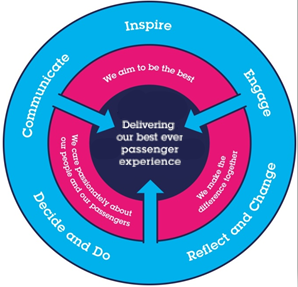 Inspire
Communicate
Engage
We aim to be the best
Delivering
our best ever
passenger
experience
We care passionately about
our people and our passengers
We make the
difference together
Decide and Do
Reflect and Change